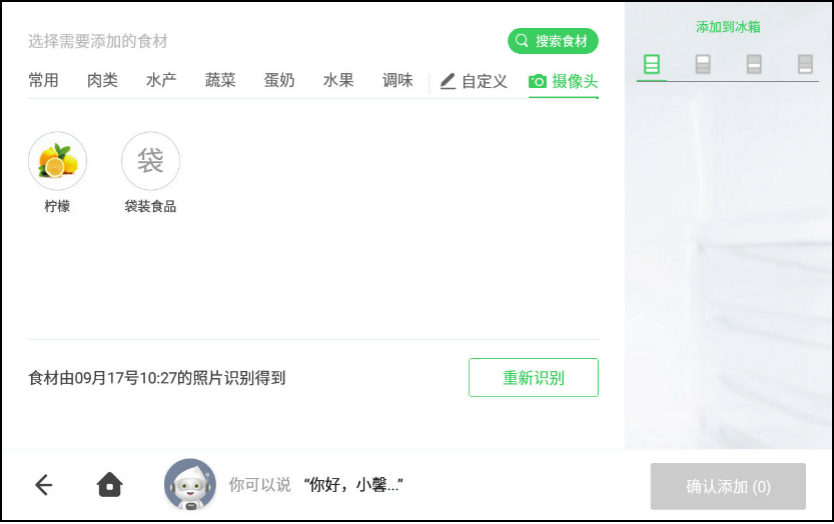 选择需要添加的食材
搜索食材
添加到冰箱
常用 肉类 水产 蔬菜 蛋奶 水果 调味 自定义 摄像头
袋
柠檬 袋装食品
食材由09月17号10:27的照片识别得到 重新识别
你可以说 “你好，小馨...” 确认添加 (0)